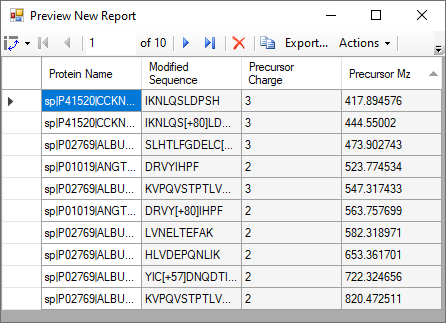 Preview New Report
1 of 10 Export... Actions
Protein Name Modified Sequence Precursor Charge Precursor Mz
sp|P41520|CCKN... IKNLQSLDPSH 3 417.894576
sp|P41520|CCKN... IKNLQS[+80]LD... 3 444.55002
sp|P02769|ALBU... SLHTLFGDELC[... 3 473.902743
sp|P01019|ANGT... DRVYIHPF 2 523.774534
sp|P02769|ALBU... KVPQVSTPTLV... 3 547.317433
sp|P01019|ANGT... DRVY[+80]IHPF 2 563.757699
sp|P02769|ALBU... LVNELTEFAK 2 582.318971
sp|P02769|ALBU... HLVDEPQNLIK 2 653.361701
sp|P02769|ALBU... YIC[+57]DNQDTI... 2 722.324656
sp|P02769|ALBU... KVPQVSTPTLV... 2 820.472511